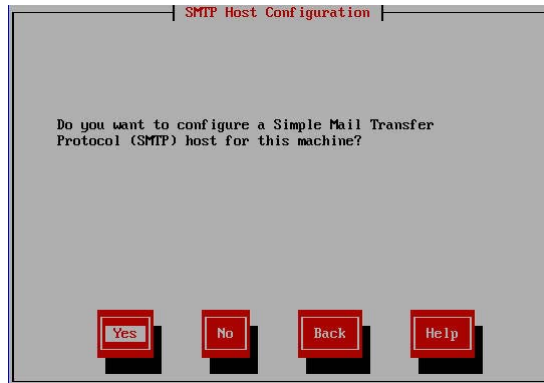 SMTP Host Configuration
Do you want to configure a Simple Mail Transfer
Protocol (SMTP) host for this machine?
Yes No Back Help